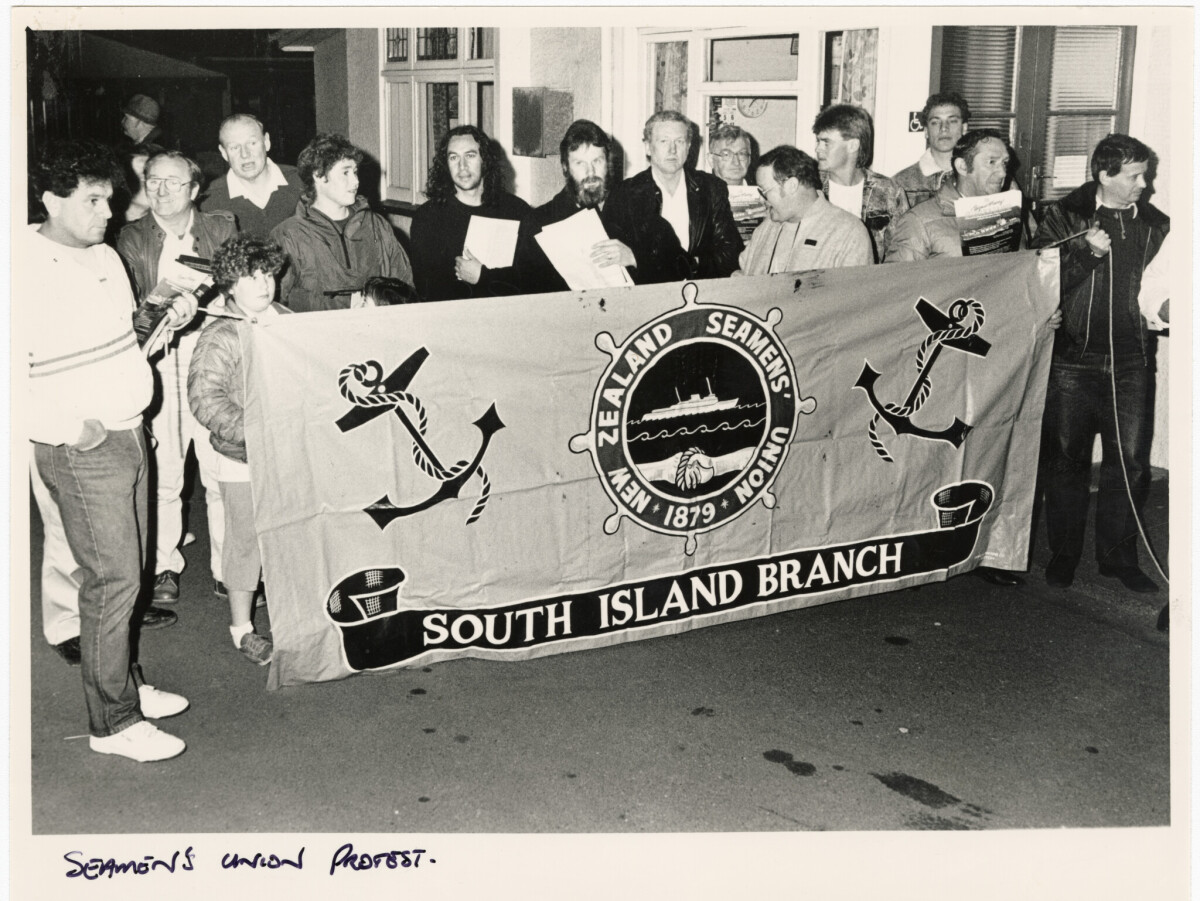 NEW ZEALAND SEAMENS' UNION
* 1879 *
SOUTH ISLAND BRANCH
SEAMEN'S UNION PROTEST.